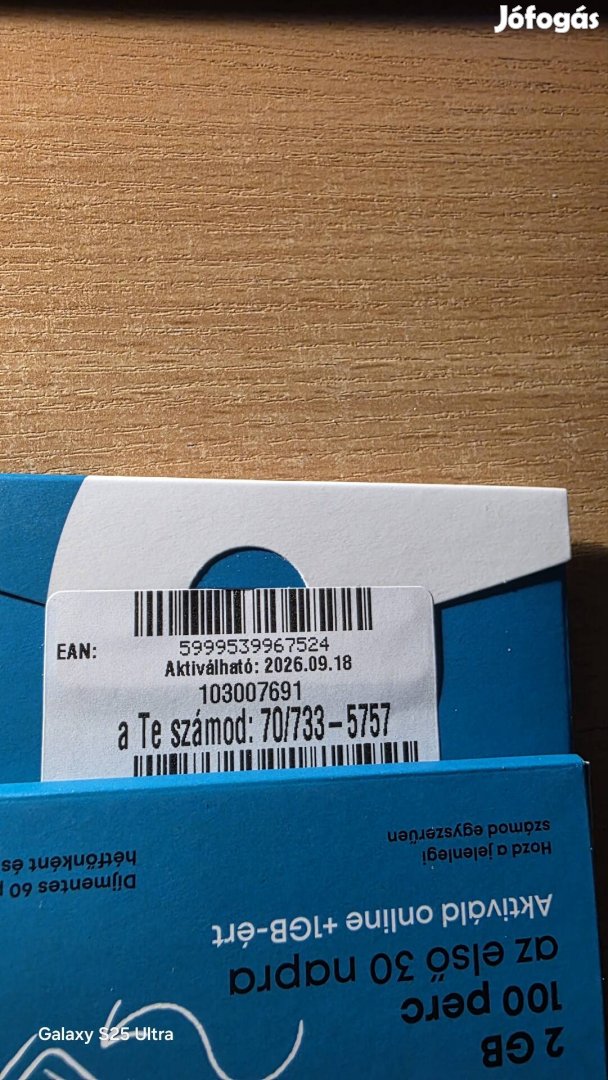 Jófogás
EAN:
5999539967524
Aktiválható: 2026.09.18
103007691
a Te számod: 70/733-5757
2 GB
100 perc
az első 30 napra
Aktiváld online +1GB-ért
Hozd a jelenlegi
számod egyszerűen
Díjmentes 60
hétfőnként és
Galaxy S25 Ultra